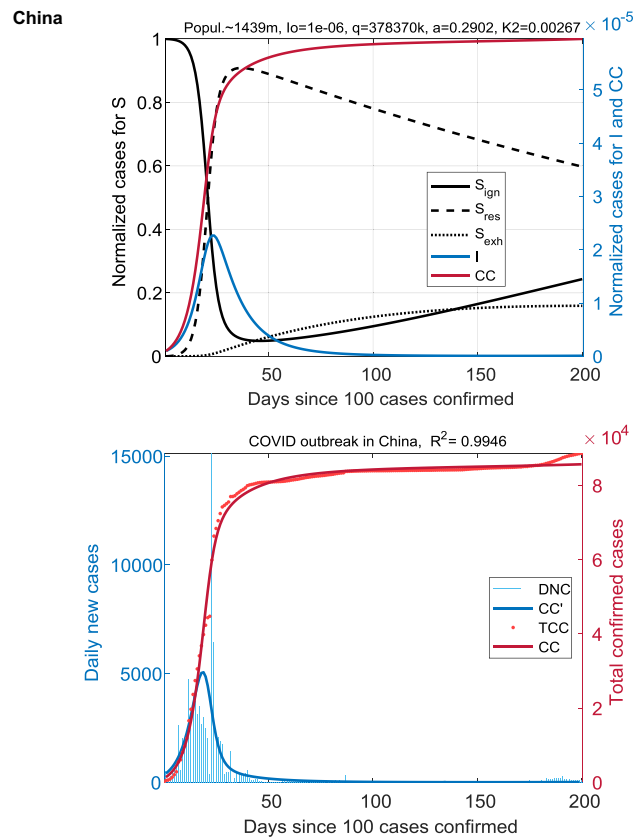 China
Popul.~1439m, Io=1e-06, q=378370k, a=0.2902, K2=0.00267
× 10⁻⁵
Normalized cases for S
1
0.8
0.6
0.4
0.2
0
5
4
3
2
1
0
Normalized cases for I and CC
S_ign
S_res
S_exh
I
CC
50 100 150 200
Days since 100 cases confirmed
COVID outbreak in China, R²= 0.9946
× 10⁴
Daily new cases
15000
10000
5000
0
8
6
4
2
0
Total confirmed cases
DNC
CC'
TCC
CC
50 100 150 200
Days since 100 cases confirmed